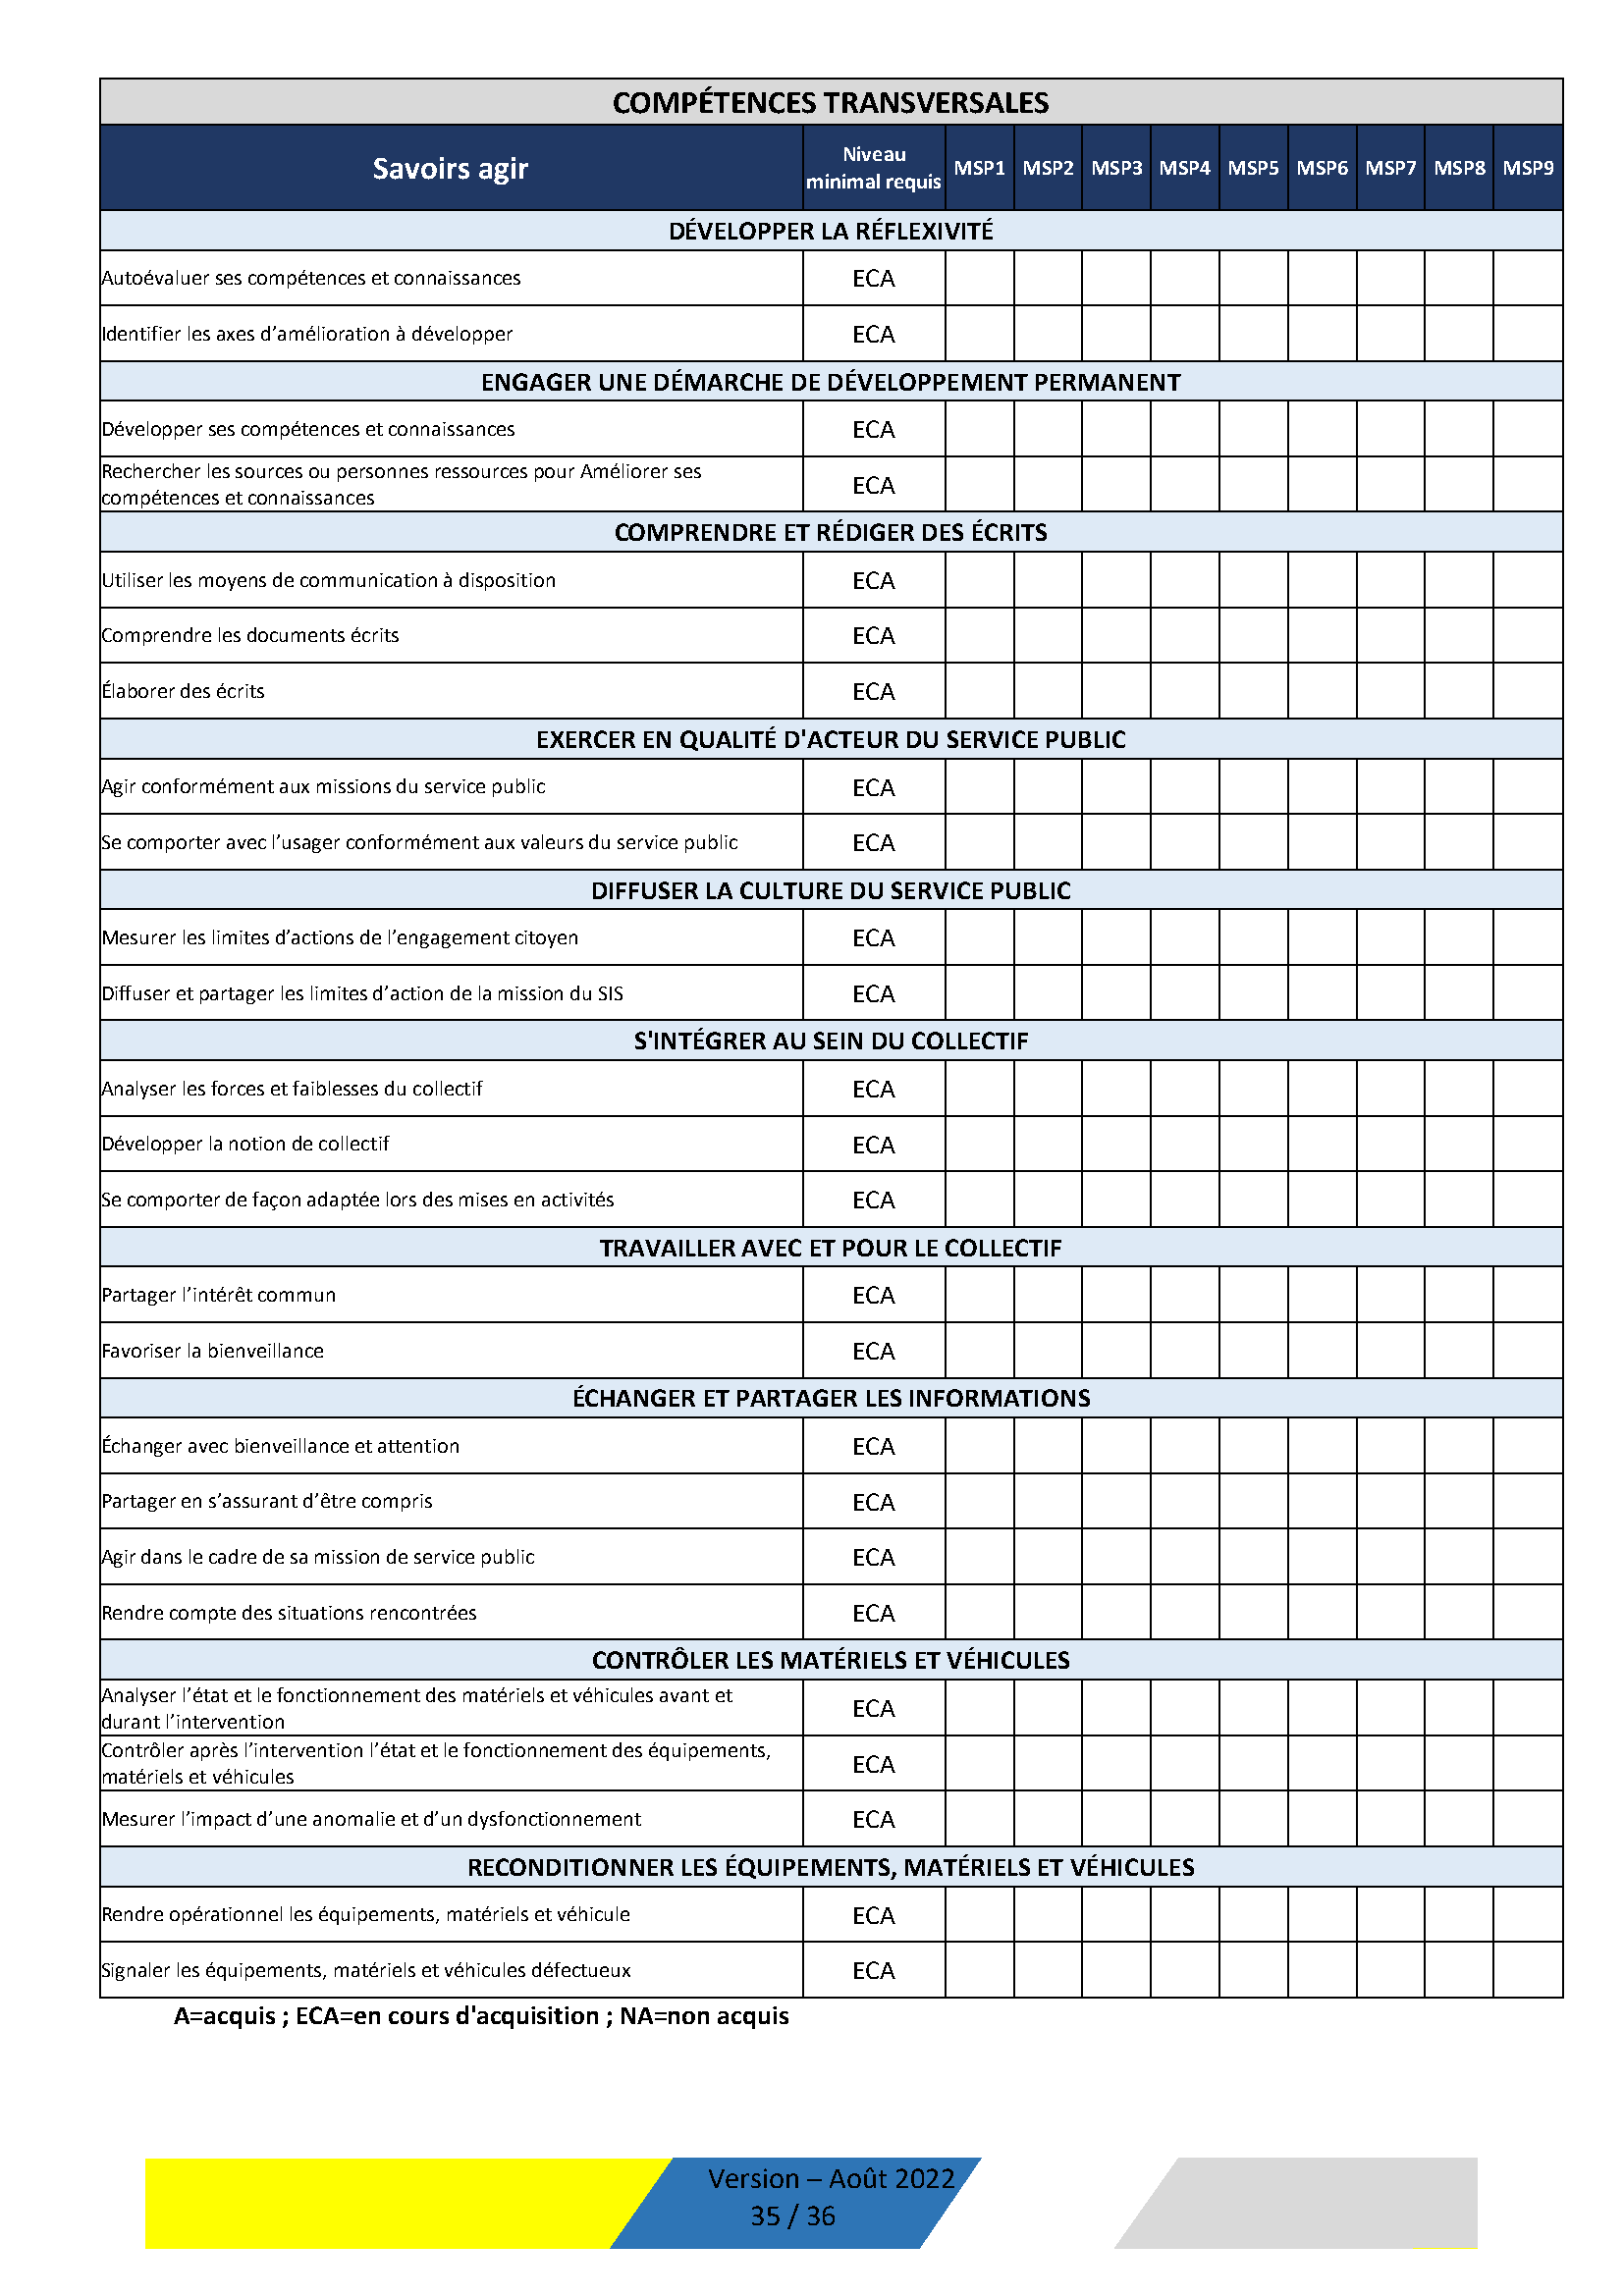 COMPÉTENCES TRANSVERSALES
Savoirs agir
Niveau
minimal requis
MSP1 MSP2 MSP3 MSP4 MSP5 MSP6 MSP7 MSP8 MSP9
DÉVELOPPER LA RÉFLEXIVITÉ
Autoévaluer ses compétences et connaissances ECA
Identifier les axes d’amélioration à développer ECA
ENGAGER UNE DÉMARCHE DE DÉVELOPPEMENT PERMANENT
Développer ses compétences et connaissances ECA
Rechercher les sources ou personnes ressources pour Améliorer ses
compétences et connaissances ECA
COMPRENDRE ET RÉDIGER DES ÉCRITS
Utiliser les moyens de communication à disposition ECA
Comprendre les documents écrits ECA
Élaborer des écrits ECA
EXERCER EN QUALITÉ D'ACTEUR DU SERVICE PUBLIC
Agir conformément aux missions du service public ECA
Se comporter avec l’usager conformément aux valeurs du service public ECA
DIFFUSER LA CULTURE DU SERVICE PUBLIC
Mesurer les limites d’actions de l’engagement citoyen ECA
Diffuser et partager les limites d’action de la mission du SIS ECA
S'INTÉGRER AU SEIN DU COLLECTIF
Analyser les forces et faiblesses du collectif ECA
Développer la notion de collectif ECA
Se comporter de façon adaptée lors des mises en activités ECA
TRAVAILLER AVEC ET POUR LE COLLECTIF
Partager l’intérêt commun ECA
Favoriser la bienveillance ECA
ÉCHANGER ET PARTAGER LES INFORMATIONS
Échanger avec bienveillance et attention ECA
Partager en s’assurant d’être compris ECA
Agir dans le cadre de sa mission de service public ECA
Rendre compte des situations rencontrées ECA
CONTRÔLER LES MATÉRIELS ET VÉHICULES
Analyser l’état et le fonctionnement des matériels et véhicules avant et
durant l’intervention ECA
Contrôler après l’intervention l’état et le fonctionnement des équipements,
matériels et véhicules ECA
Mesurer l’impact d’une anomalie et d’un dysfonctionnement ECA
RECONDITIONNER LES ÉQUIPEMENTS, MATÉRIELS ET VÉHICULES
Rendre opérationnel les équipements, matériels et véhicule ECA
Signaler les équipements, matériels et véhicules défectueux ECA
A=acquis ; ECA=en cours d'acquisition ; NA=non acquis
Version – Août 2022
35 / 36